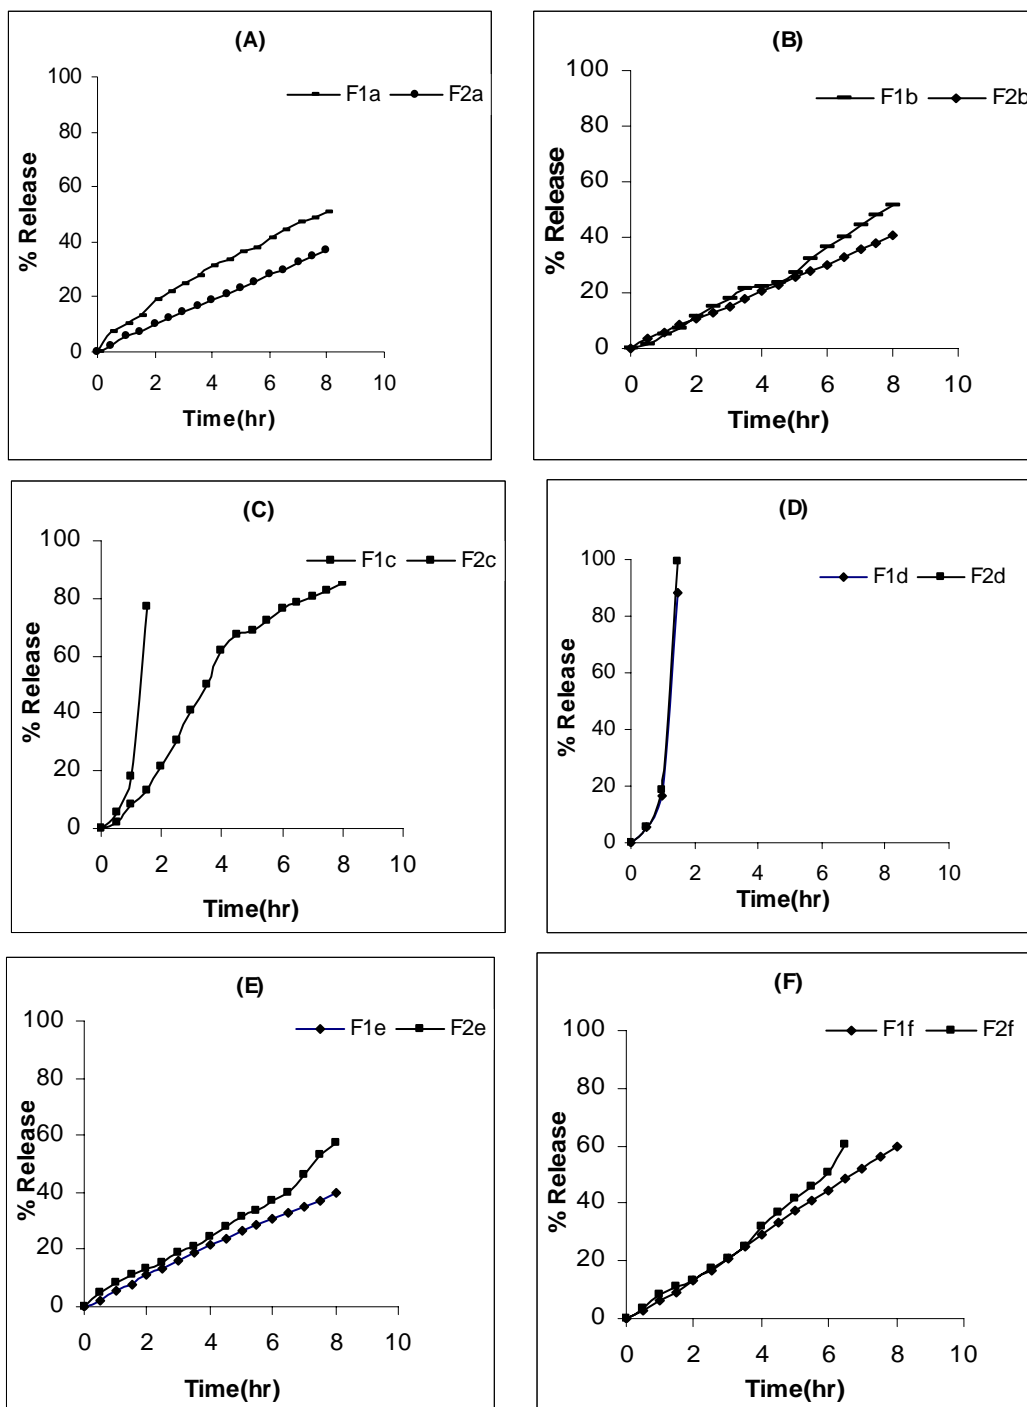 (A)
F1a F2a
100
80
60
40
20
0
% Release
0 2 4 6 8 10
Time(hr)
(B)
F1b F2b
100
80
60
40
20
0
% Release
0 2 4 6 8 10
Time(hr)
(C)
F1c F2c
100
80
60
40
20
0
% Release
0 2 4 6 8 10
Time(hr)
(D)
F1d F2d
100
80
60
40
20
0
% Release
0 2 4 6 8 10
Time(hr)
(E)
F1e F2e
100
80
60
40
20
0
% Release
0 2 4 6 8 10
Time(hr)
(F)
F1f F2f
100
80
60
40
20
0
% Release
0 2 4 6 8 10
Time(hr)